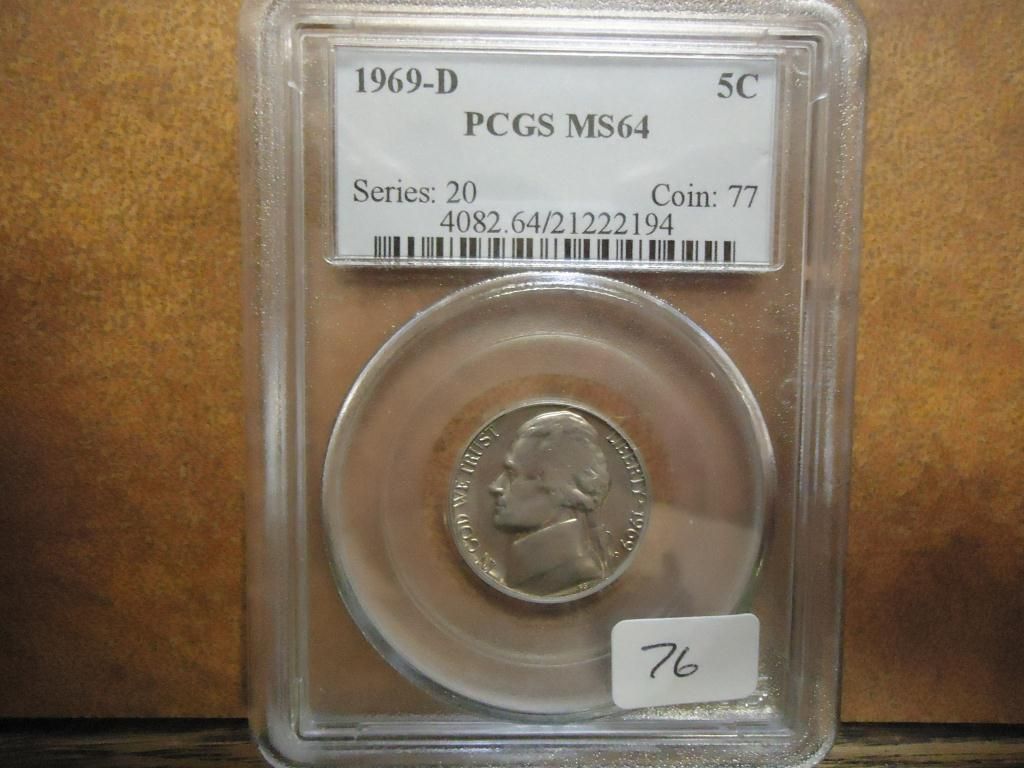 1969-D 5C
PCGS MS64
Series: 20 Coin: 77
4082.64/21222194
IN GOD WE TRUST
LIBERTY 1969
76